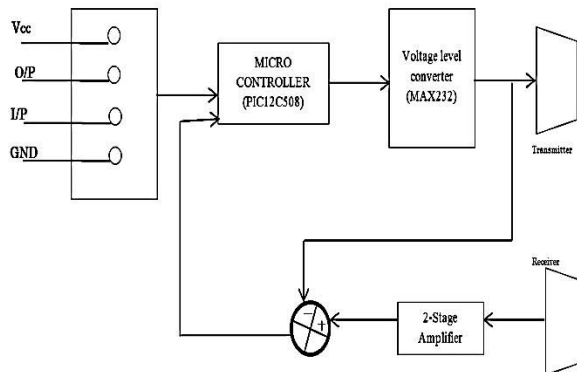 Vcc
O/P
I/P
GND
MICRO
CONTROLLER
(PIC12C508)
Voltage level
converter
(MAX232)
Transmitter
Receiver
2-Stage
Amplifier
−
+